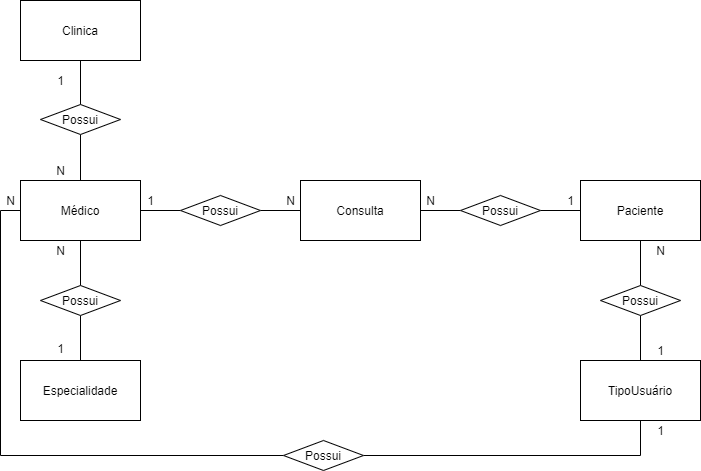 Clinica
1
Possui
N
N
Médico
1
Possui
N
Consulta
N
Possui
1
Paciente
N
N
Possui
Possui
1
1
Especialidade
TipoUsuário
1
Possui